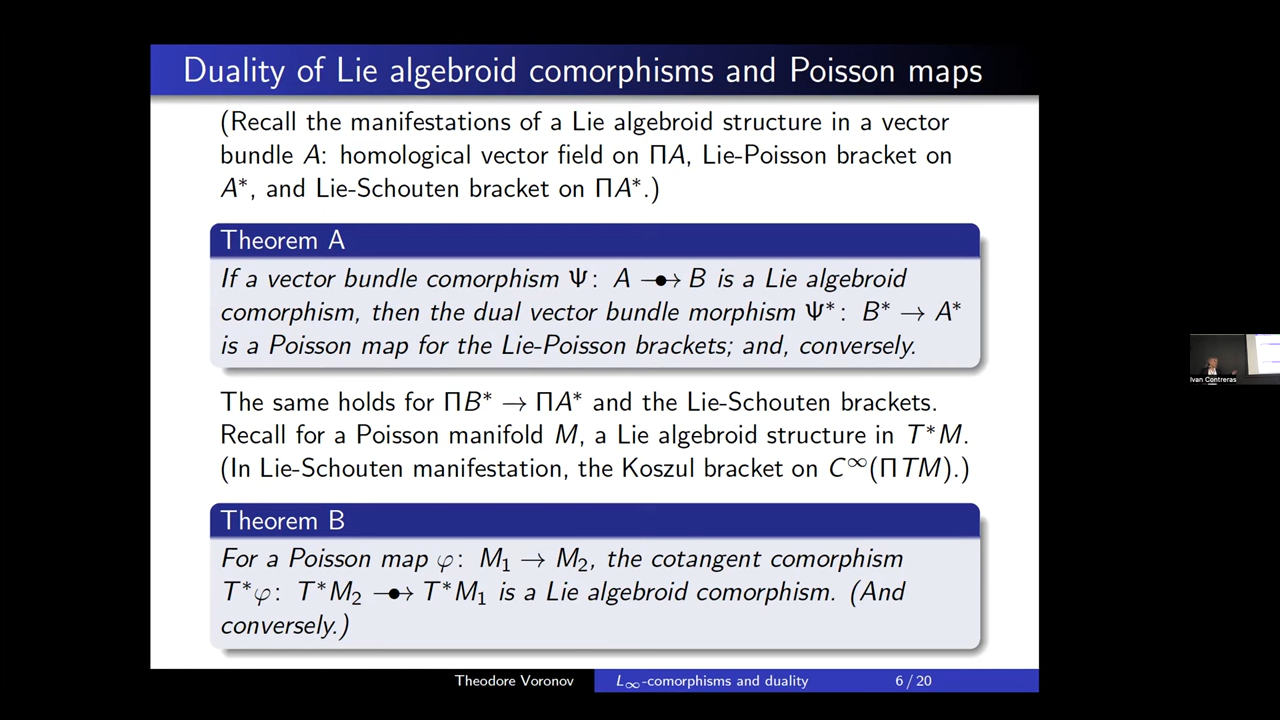 Duality of Lie algebroid comorphisms and Poisson maps
(Recall the manifestations of a Lie algebroid structure in a vector
bundle A: homological vector field on ΠA, Lie-Poisson bracket on
A*, and Lie-Schouten bracket on ΠA*.)
Theorem A
If a vector bundle comorphism Ψ: A –•→ B is a Lie algebroid
comorphism, then the dual vector bundle morphism Ψ*: B* → A*
is a Poisson map for the Lie-Poisson brackets; and, conversely.
The same holds for ΠB* → ΠA* and the Lie-Schouten brackets.
Recall for a Poisson manifold M, a Lie algebroid structure in T*M.
(In Lie-Schouten manifestation, the Koszul bracket on C∞(ΠTM).)
Theorem B
For a Poisson map φ: M₁ → M₂, the cotangent comorphism
T*φ: T*M₂ –•→ T*M₁ is a Lie algebroid comorphism. (And
conversely.)
Theodore Voronov L∞-comorphisms and duality 6 / 20
Ivan Contreras